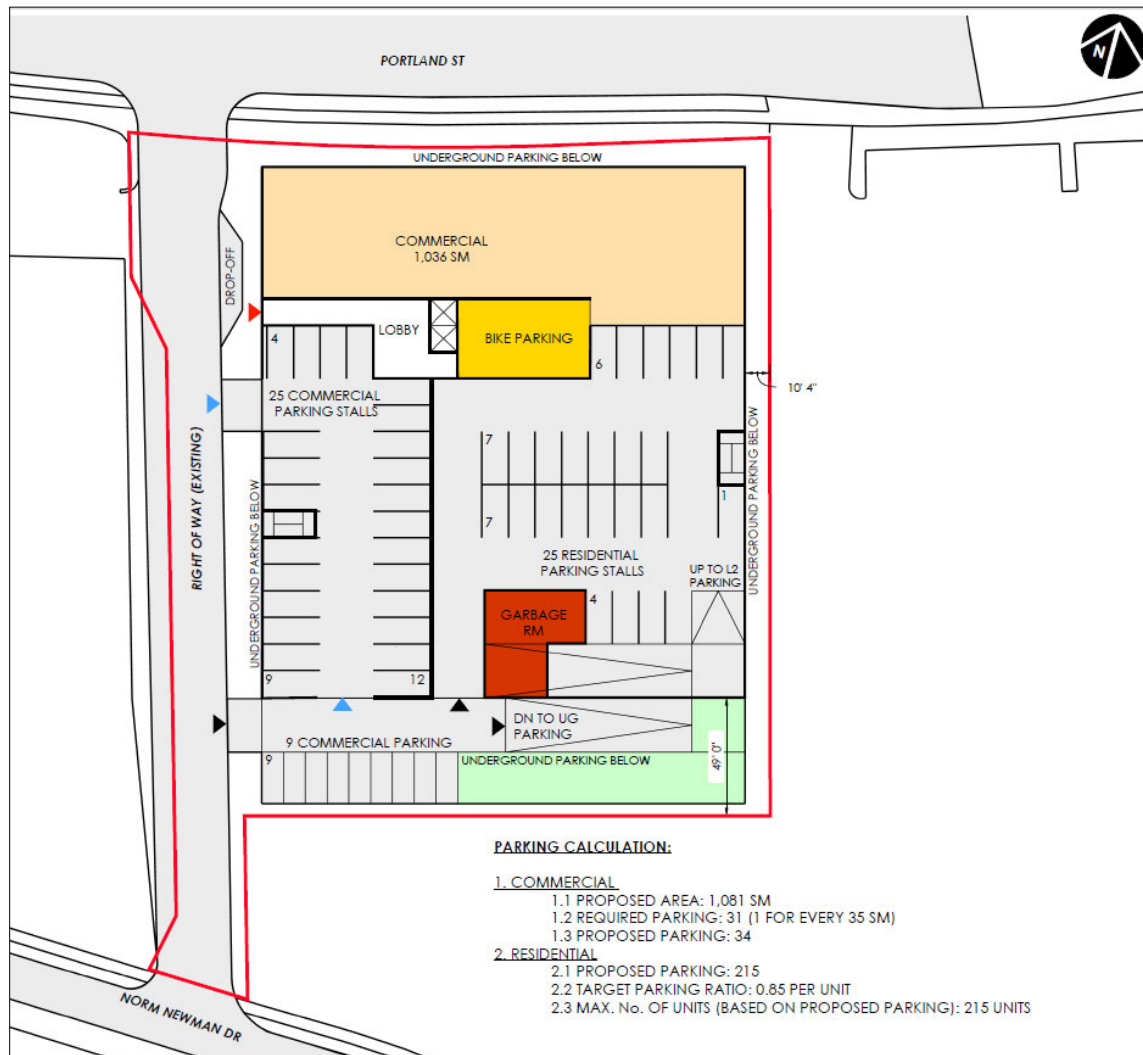 PORTLAND ST
N
UNDERGROUND PARKING BELOW
COMMERCIAL
1,036 SM
DROP-OFF
LOBBY
BIKE PARKING
4
6
10' 4"
25 COMMERCIAL
PARKING STALLS
RIGHT OF WAY (EXISTING)
UNDERGROUND PARKING BELOW
7
7
1
UNDERGROUND PARKING BELOW
25 RESIDENTIAL
PARKING STALLS
UP TO L2
PARKING
GARBAGE
RM
4
9
12
DN TO UG
PARKING
9 COMMERCIAL PARKING
9
UNDERGROUND PARKING BELOW
49' 0"
PARKING CALCULATION:
1. COMMERCIAL
1.1 PROPOSED AREA: 1,081 SM
1.2 REQUIRED PARKING: 31 (1 FOR EVERY 35 SM)
1.3 PROPOSED PARKING: 34
2. RESIDENTIAL
2.1 PROPOSED PARKING: 215
2.2 TARGET PARKING RATIO: 0.85 PER UNIT
2.3 MAX. No. OF UNITS (BASED ON PROPOSED PARKING): 215 UNITS
NORM NEWMAN DR